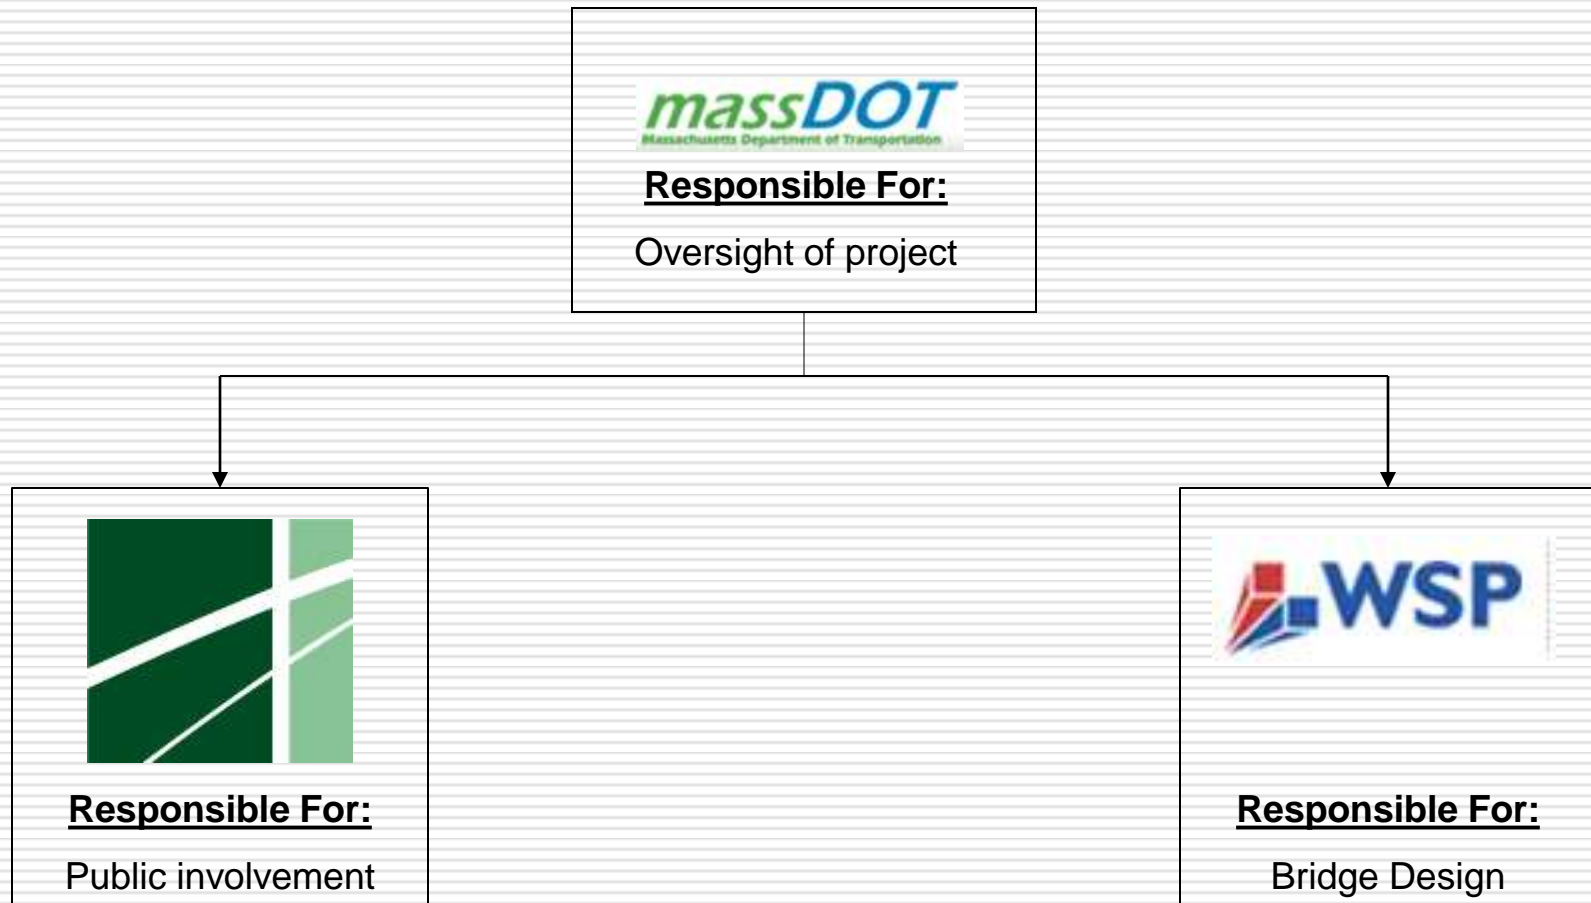 massDOT
Massachusetts Department of Transportation
Responsible For:
Oversight of project
Responsible For:
Public involvement
WSP
Responsible For:
Bridge Design